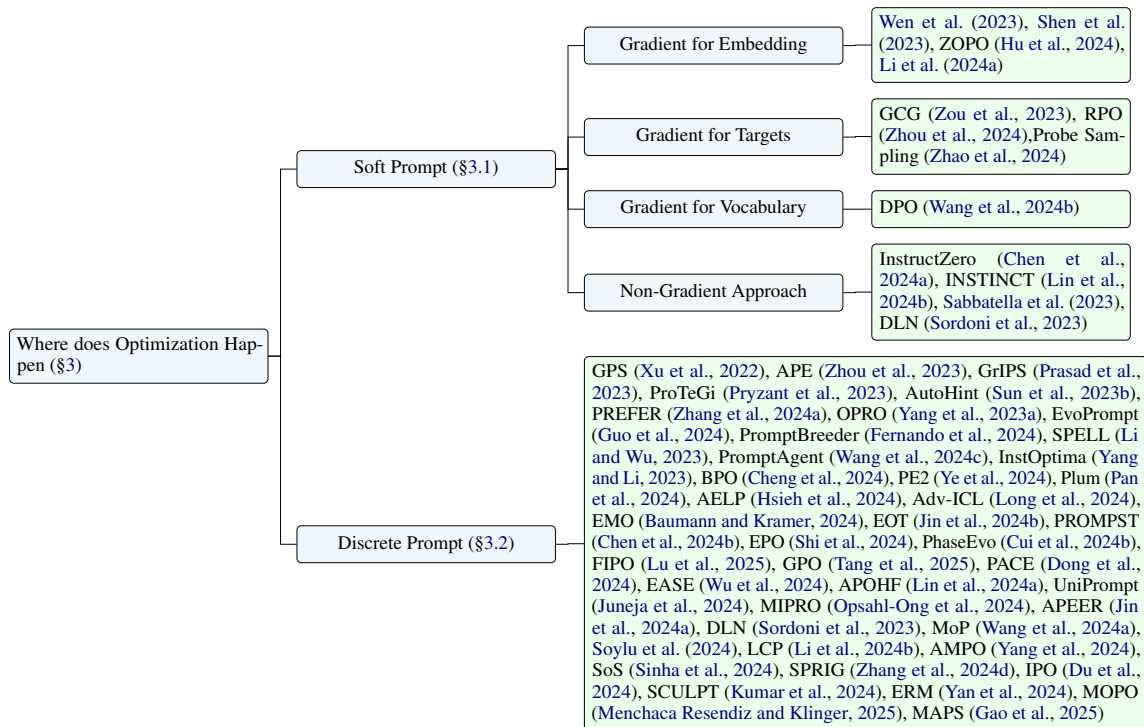 Where does Optimization Hap-
pen (§3)
Soft Prompt (§3.1)
Gradient for Embedding
Wen et al. (2023), Shen et al.
(2023), ZOPO (Hu et al., 2024),
Li et al. (2024a)
Gradient for Targets
GCG (Zou et al., 2023), RPO
(Zhou et al., 2024),Probe Sam-
pling (Zhao et al., 2024)
Gradient for Vocabulary
DPO (Wang et al., 2024b)
Non-Gradient Approach
InstructZero (Chen et al.,
2024a), INSTINCT (Lin et al.,
2024b), Sabbatella et al. (2023),
DLN (Sordoni et al., 2023)
Discrete Prompt (§3.2)
GPS (Xu et al., 2022), APE (Zhou et al., 2023), GrIPS (Prasad et al.,
2023), ProTeGi (Pryzant et al., 2023), AutoHint (Sun et al., 2023b),
PREFER (Zhang et al., 2024a), OPRO (Yang et al., 2023a), EvoPrompt
(Guo et al., 2024), PromptBreeder (Fernando et al., 2024), SPELL (Li
and Wu, 2023), PromptAgent (Wang et al., 2024c), InstOptima (Yang
and Li, 2023), BPO (Cheng et al., 2024), PE2 (Ye et al., 2024), Plum (Pan
et al., 2024), AELP (Hsieh et al., 2024), Adv-ICL (Long et al., 2024),
EMO (Baumann and Kramer, 2024), EOT (Jin et al., 2024b), PROMPST
(Chen et al., 2024b), EPO (Shi et al., 2024), PhaseEvo (Cui et al., 2024b),
FIPO (Lu et al., 2025), GPO (Tang et al., 2025), PACE (Dong et al.,
2024), EASE (Wu et al., 2024), APOHF (Lin et al., 2024a), UniPrompt
(Juneja et al., 2024), MIPRO (Opsahl-Ong et al., 2024), APEER (Jin
et al., 2024a), DLN (Sordoni et al., 2023), MoP (Wang et al., 2024a),
Soylu et al. (2024), LCP (Li et al., 2024b), AMPO (Yang et al., 2024),
SoS (Sinha et al., 2024), SPRIG (Zhang et al., 2024d), IPO (Du et al.,
2024), SCULPT (Kumar et al., 2024), ERM (Yan et al., 2024), MOPO
(Menchaca Resendiz and Klinger, 2025), MAPS (Gao et al., 2025)